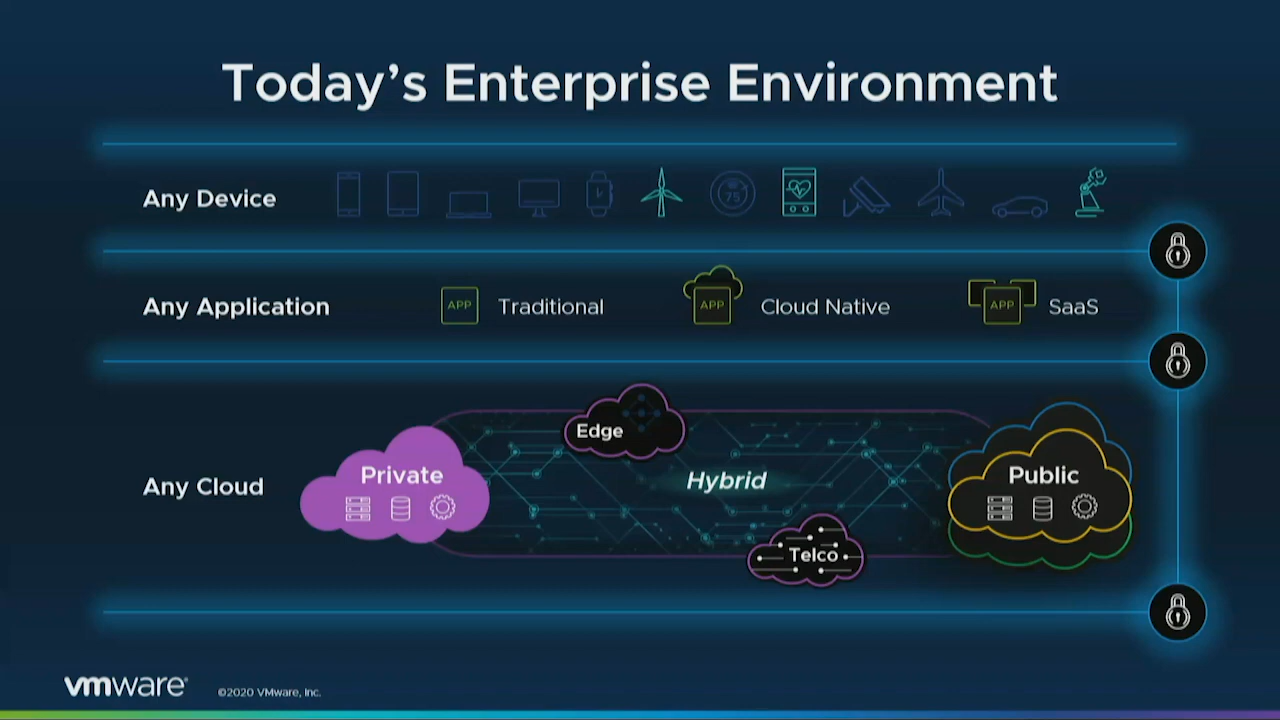 Today's Enterprise Environment
Any Device
75
Any Application
APP
Traditional
APP
Cloud Native
APP
SaaS
Any Cloud
Private
Edge
Hybrid
Telco
Public
vmware®
©2020 VMware, Inc.